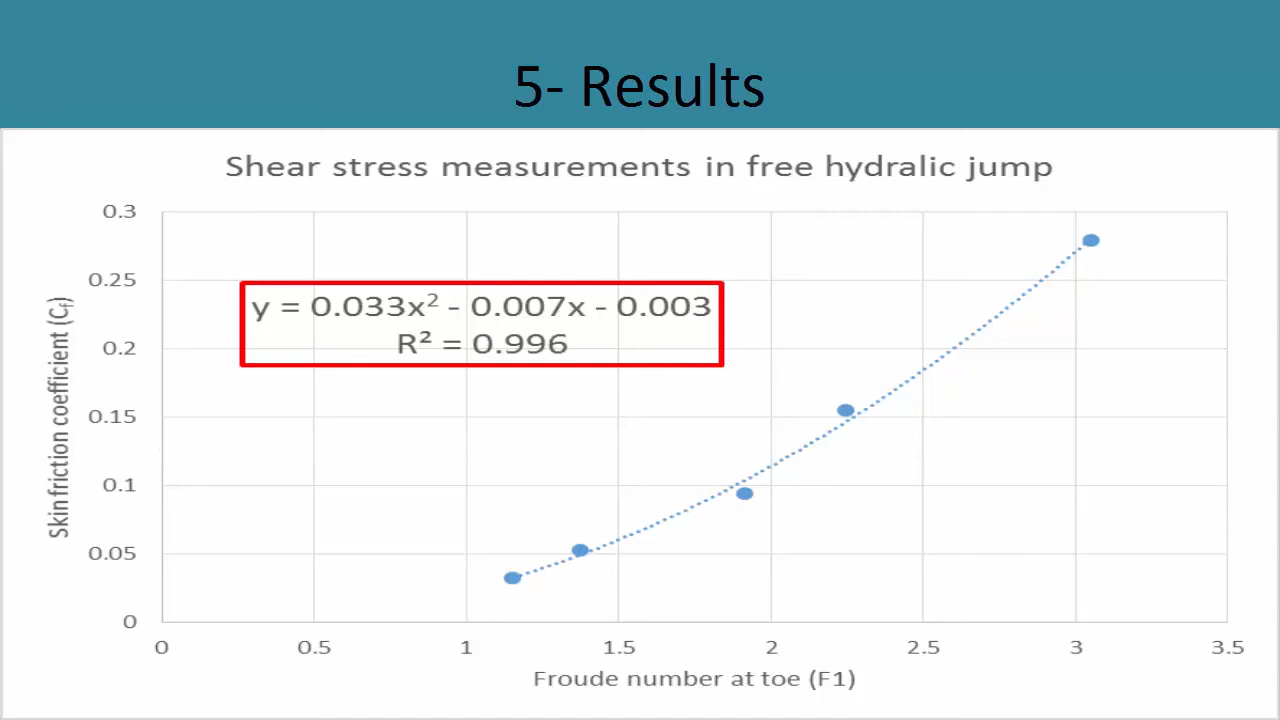 5- Results
Shear stress measurements in free hydralic jump
0.3
0.25
0.2
0.15
0.1
0.05
0
Skin friction coefficient (Cf)
y = 0.033x² - 0.007x - 0.003
R² = 0.996
0 0.5 1 1.5 2 2.5 3 3.5
Froude number at toe (F1)